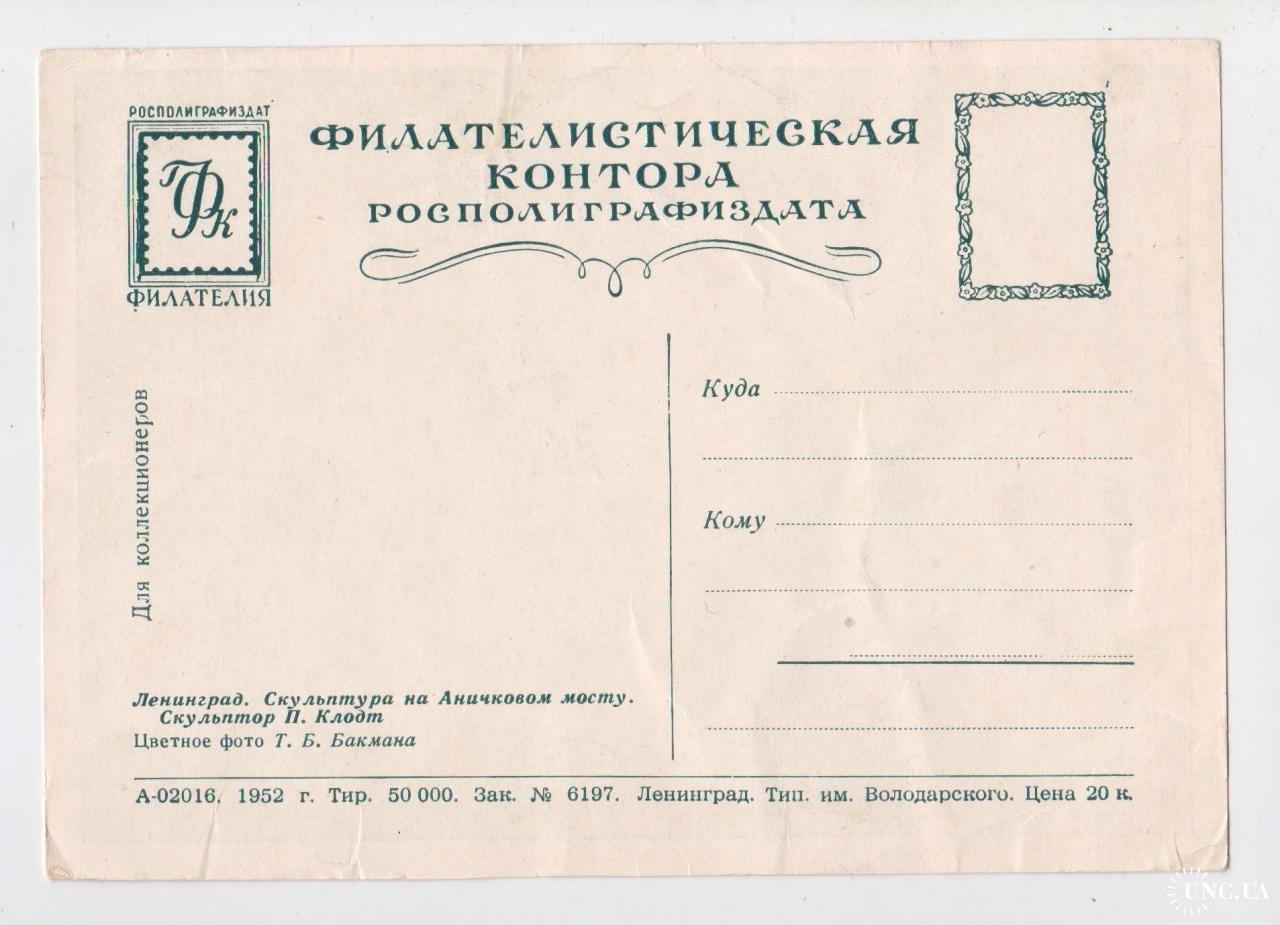 РОСПОЛИГРАФИЗДАТ
ГФК
ФИЛАТЕЛИЯ
ФИЛАТЕЛИСТИЧЕСКАЯ
КОНТОРА
РОСПОЛИГРАФИЗДАТА
Для коллекционеров
Куда
Кому
Ленинград. Скульптура на Аничковом мосту.
Скульптор П. Клодт
Цветное фото Т. Б. Бакмана
А-02016. 1952 г. Тир. 50 000. Зак. № 6197. Ленинград. Тип. им. Володарского. Цена 20 к.
UNC.UA